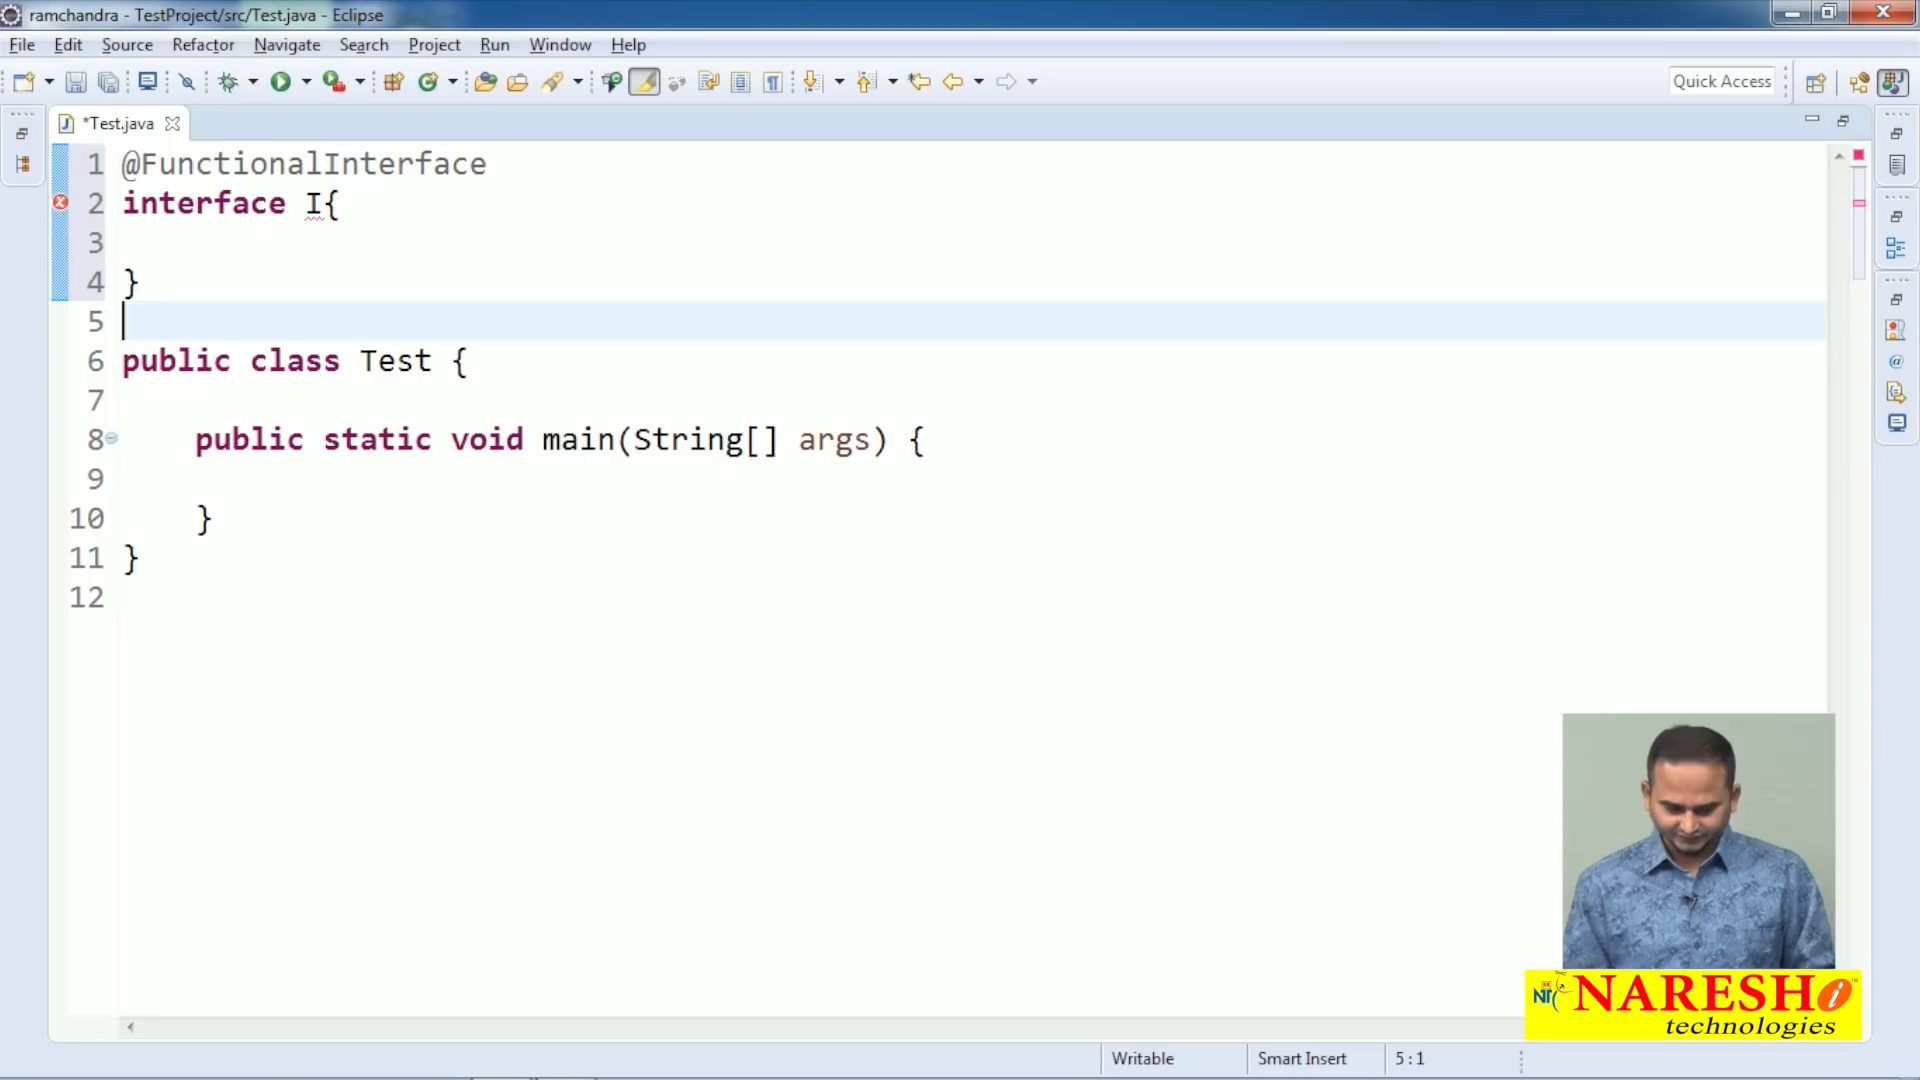 ramchandra - TestProject/src/Test.java - Eclipse
File Edit Source Refactor Navigate Search Project Run Window Help
Quick Access
*Test.java
1 @FunctionalInterface
2 interface I{
3
4 }
5
6 public class Test {
7
8 public static void main(String[] args) {
9
10 }
11 }
12
NARESH i
technologies
Writable Smart Insert 5 : 1